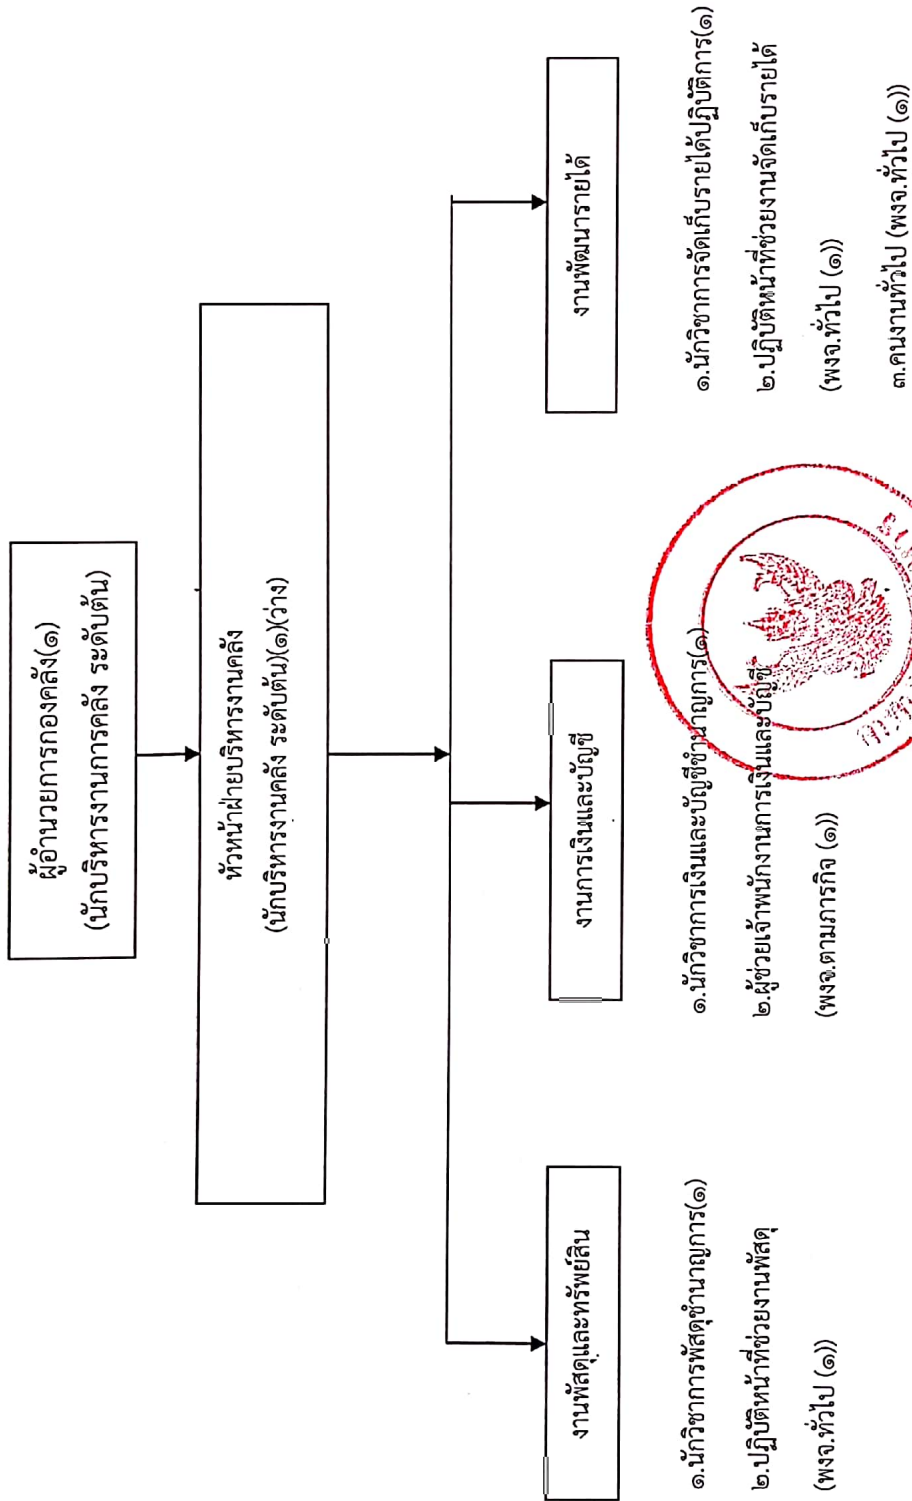 ผู้อำนวยการกองคลัง(๑)
(นักบริหารงานการคลัง ระดับต้น)
หัวหน้าฝ่ายบริหารงานคลัง
(นักบริหารงานคลัง ระดับต้น)(๑)(ว่าง)
งานพัสดุและทรัพย์สิน
๑.นักวิชาการพัสดุชำนาญการ(๑)
๒.ปฏิบัติหน้าที่ช่วยงานพัสดุ
(พงจ.ทั่วไป (๑))
งานการเงินและบัญชี
๑.นักวิชาการเงินและบัญชีชำนาญการ(๑)
๒.ผู้ช่วยเจ้าพนักงานการเงินและบัญชี
(พงจ.ตามภารกิจ (๑))
งานพัฒนารายได้
๑.นักวิชาการจัดเก็บรายได้ปฏิบัติการ(๑)
๒.ปฏิบัติหน้าที่ช่วยงานจัดเก็บรายได้
(พงจ.ทั่วไป (๑))
๓.คนงานทั่วไป (พงจ.ทั่วไป (๑))